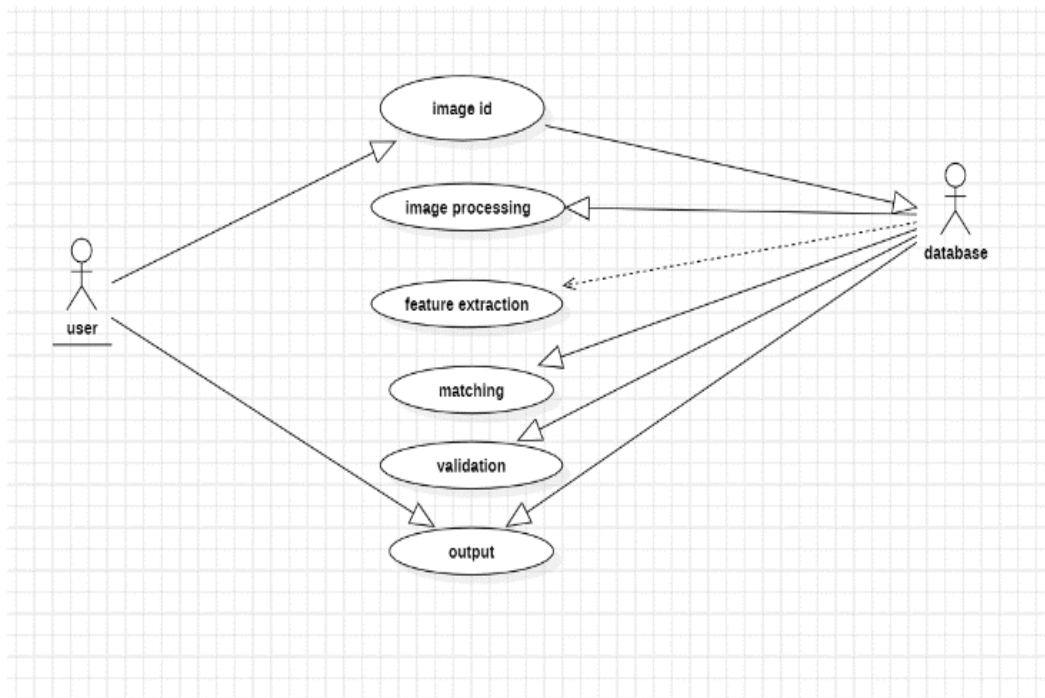 image id
image processing
database
feature extraction
user
matching
validation
output